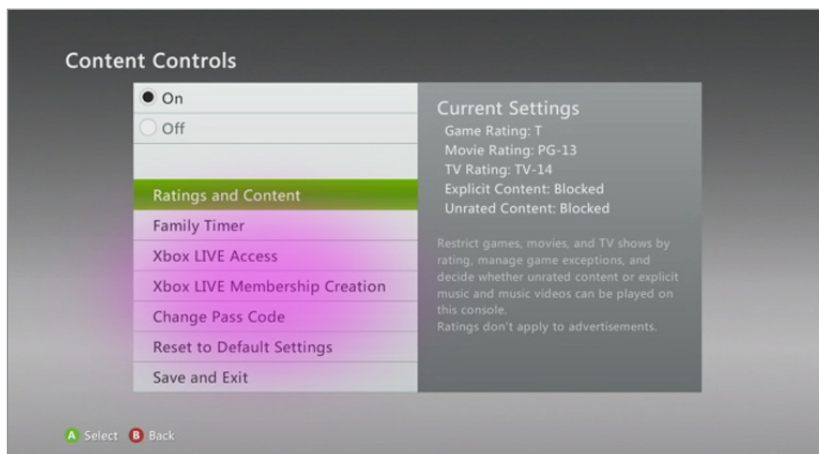 Content Controls
On
Off
Ratings and Content
Family Timer
Xbox LIVE Access
Xbox LIVE Membership Creation
Change Pass Code
Reset to Default Settings
Save and Exit
Current Settings
Game Rating: T
Movie Rating: PG-13
TV Rating: TV-14
Explicit Content: Blocked
Unrated Content: Blocked
Restrict games, movies, and TV shows by
rating, manage game exceptions, and
decide whether unrated content or explicit
music and music videos can be played on
this console.
Ratings don't apply to advertisements.
A Select B Back